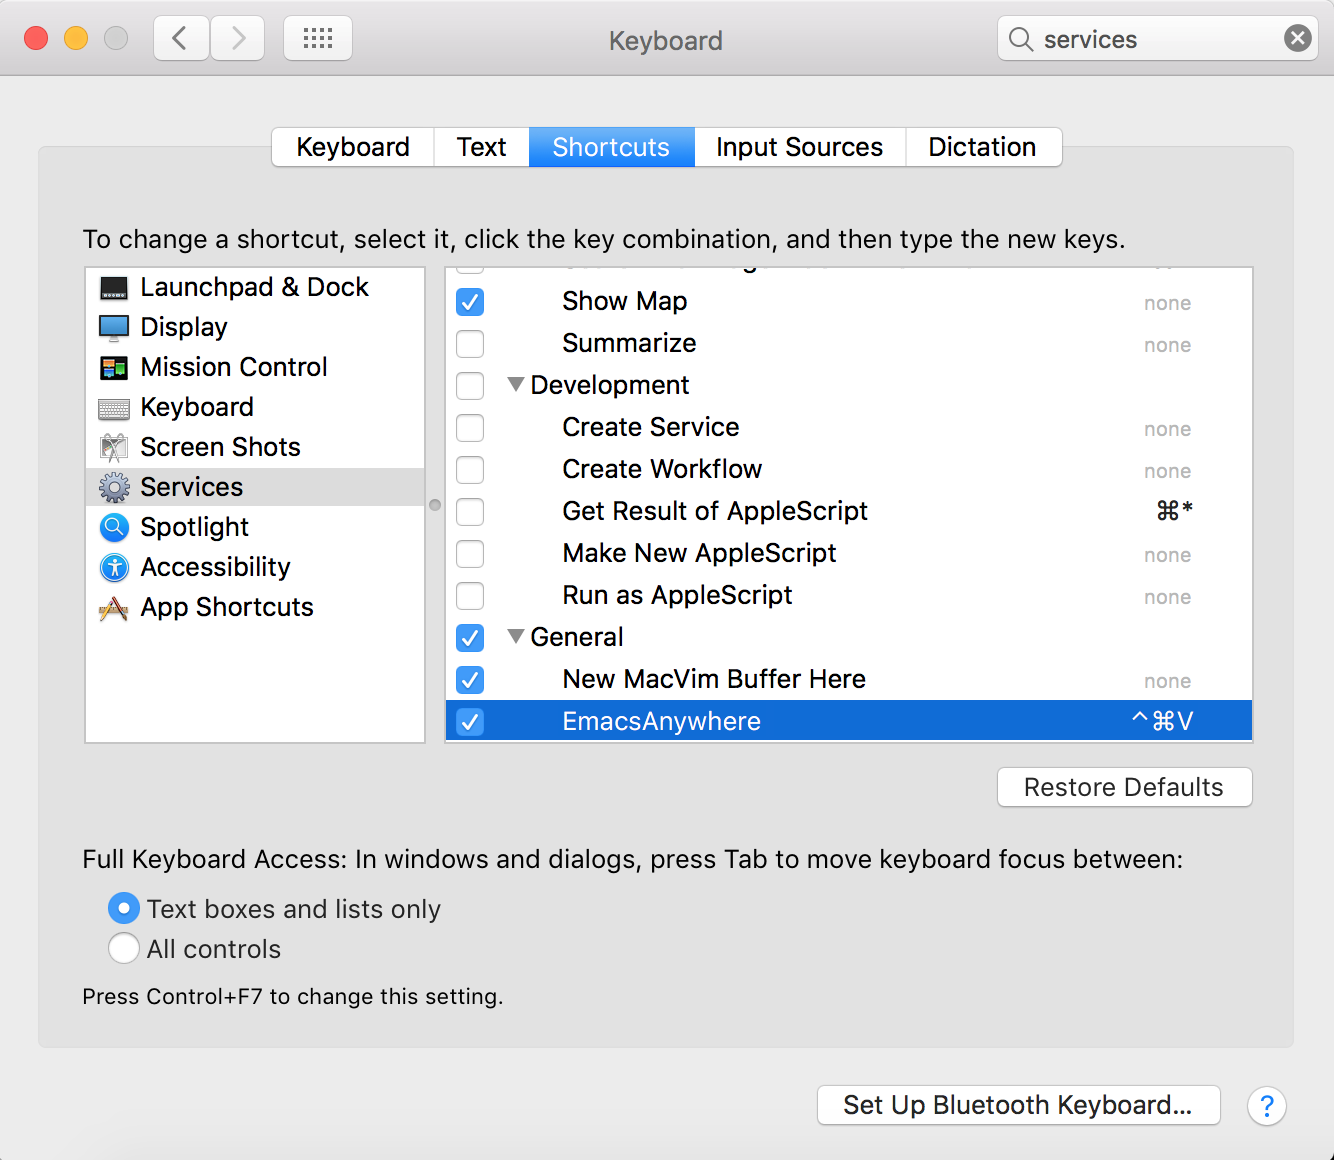 Keyboard
services
Keyboard Text Shortcuts Input Sources Dictation
To change a shortcut, select it, click the key combination, and then type the new keys.
Launchpad & Dock
Display
Mission Control
Keyboard
Screen Shots
Services
Spotlight
Accessibility
App Shortcuts
Show Map none
Summarize none
Development
Create Service none
Create Workflow none
Get Result of AppleScript ⌘*
Make New AppleScript none
Run as AppleScript none
General
New MacVim Buffer Here none
EmacsAnywhere ^⌘V
Restore Defaults
Full Keyboard Access: In windows and dialogs, press Tab to move keyboard focus between:
Text boxes and lists only
All controls
Press Control+F7 to change this setting.
Set Up Bluetooth Keyboard... ?